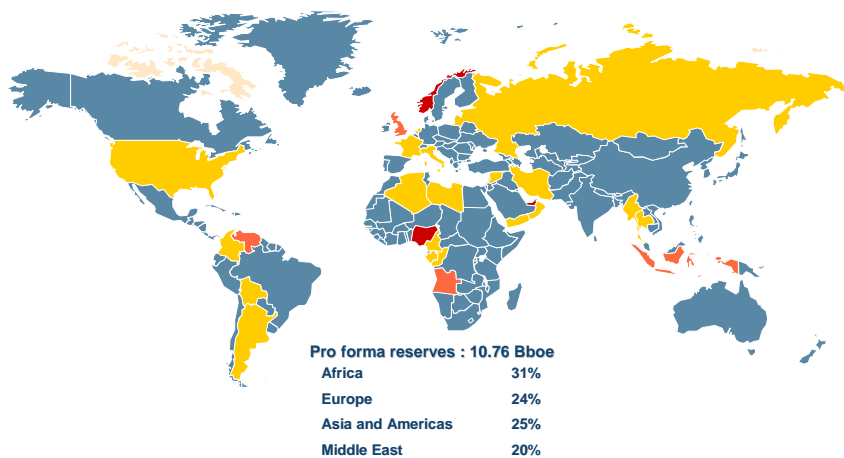 Pro forma reserves : 10.76 Bboe
Africa 31%
Europe 24%
Asia and Americas 25%
Middle East 20%